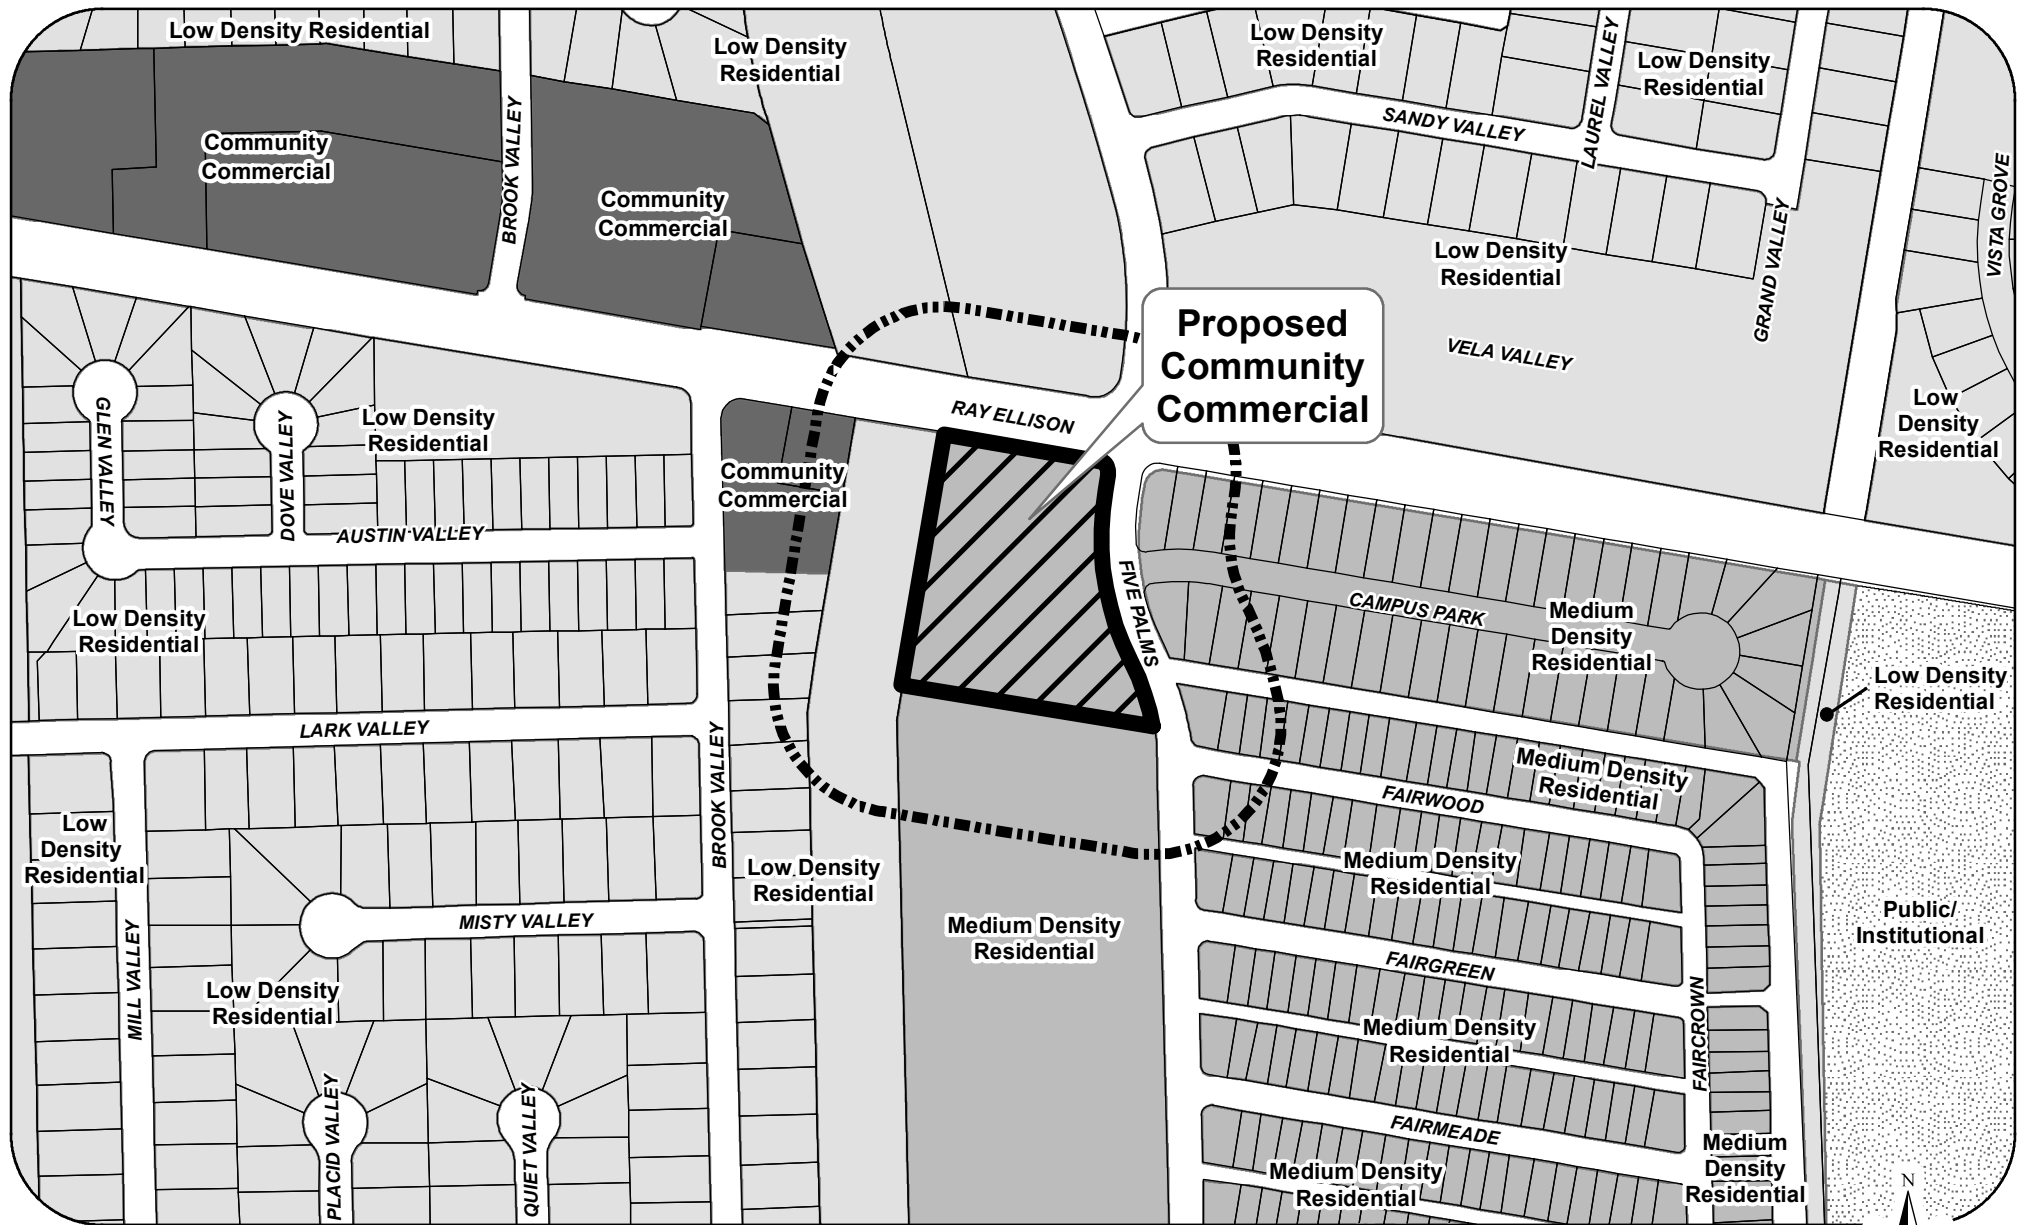 Low Density Residential
Low Density
Residential
Low Density
Residential
Low Density
Residential
LAUREL VALLEY
SANDY VALLEY
Community
Commercial
BROOK VALLEY
Community
Commercial
VISTA GROVE
Low Density
Residential
GRAND VALLEY
Proposed
Community
Commercial
VELA VALLEY
RAY ELLISON
Low
Density
Residential
GLEN VALLEY
DOVE VALLEY
Low Density
Residential
AUSTIN VALLEY
Community
Commercial
FIVE PALMS
CAMPUS PARK
Medium
Density
Residential
Low Density
Residential
Low Density
Residential
LARK VALLEY
BROOK VALLEY
Medium Density
Residential
FAIRWOOD
Low
Density
Residential
Low Density
Residential
Medium Density
Residential
MISTY VALLEY
Medium Density
Residential
Public/
Institutional
MILL VALLEY
Low Density
Residential
FAIRGREEN
FAIRCROWN
Medium Density
Residential
PLACID VALLEY
QUIET VALLEY
FAIRMEADE
Medium Density
Residential
Medium
Density
Residential
N